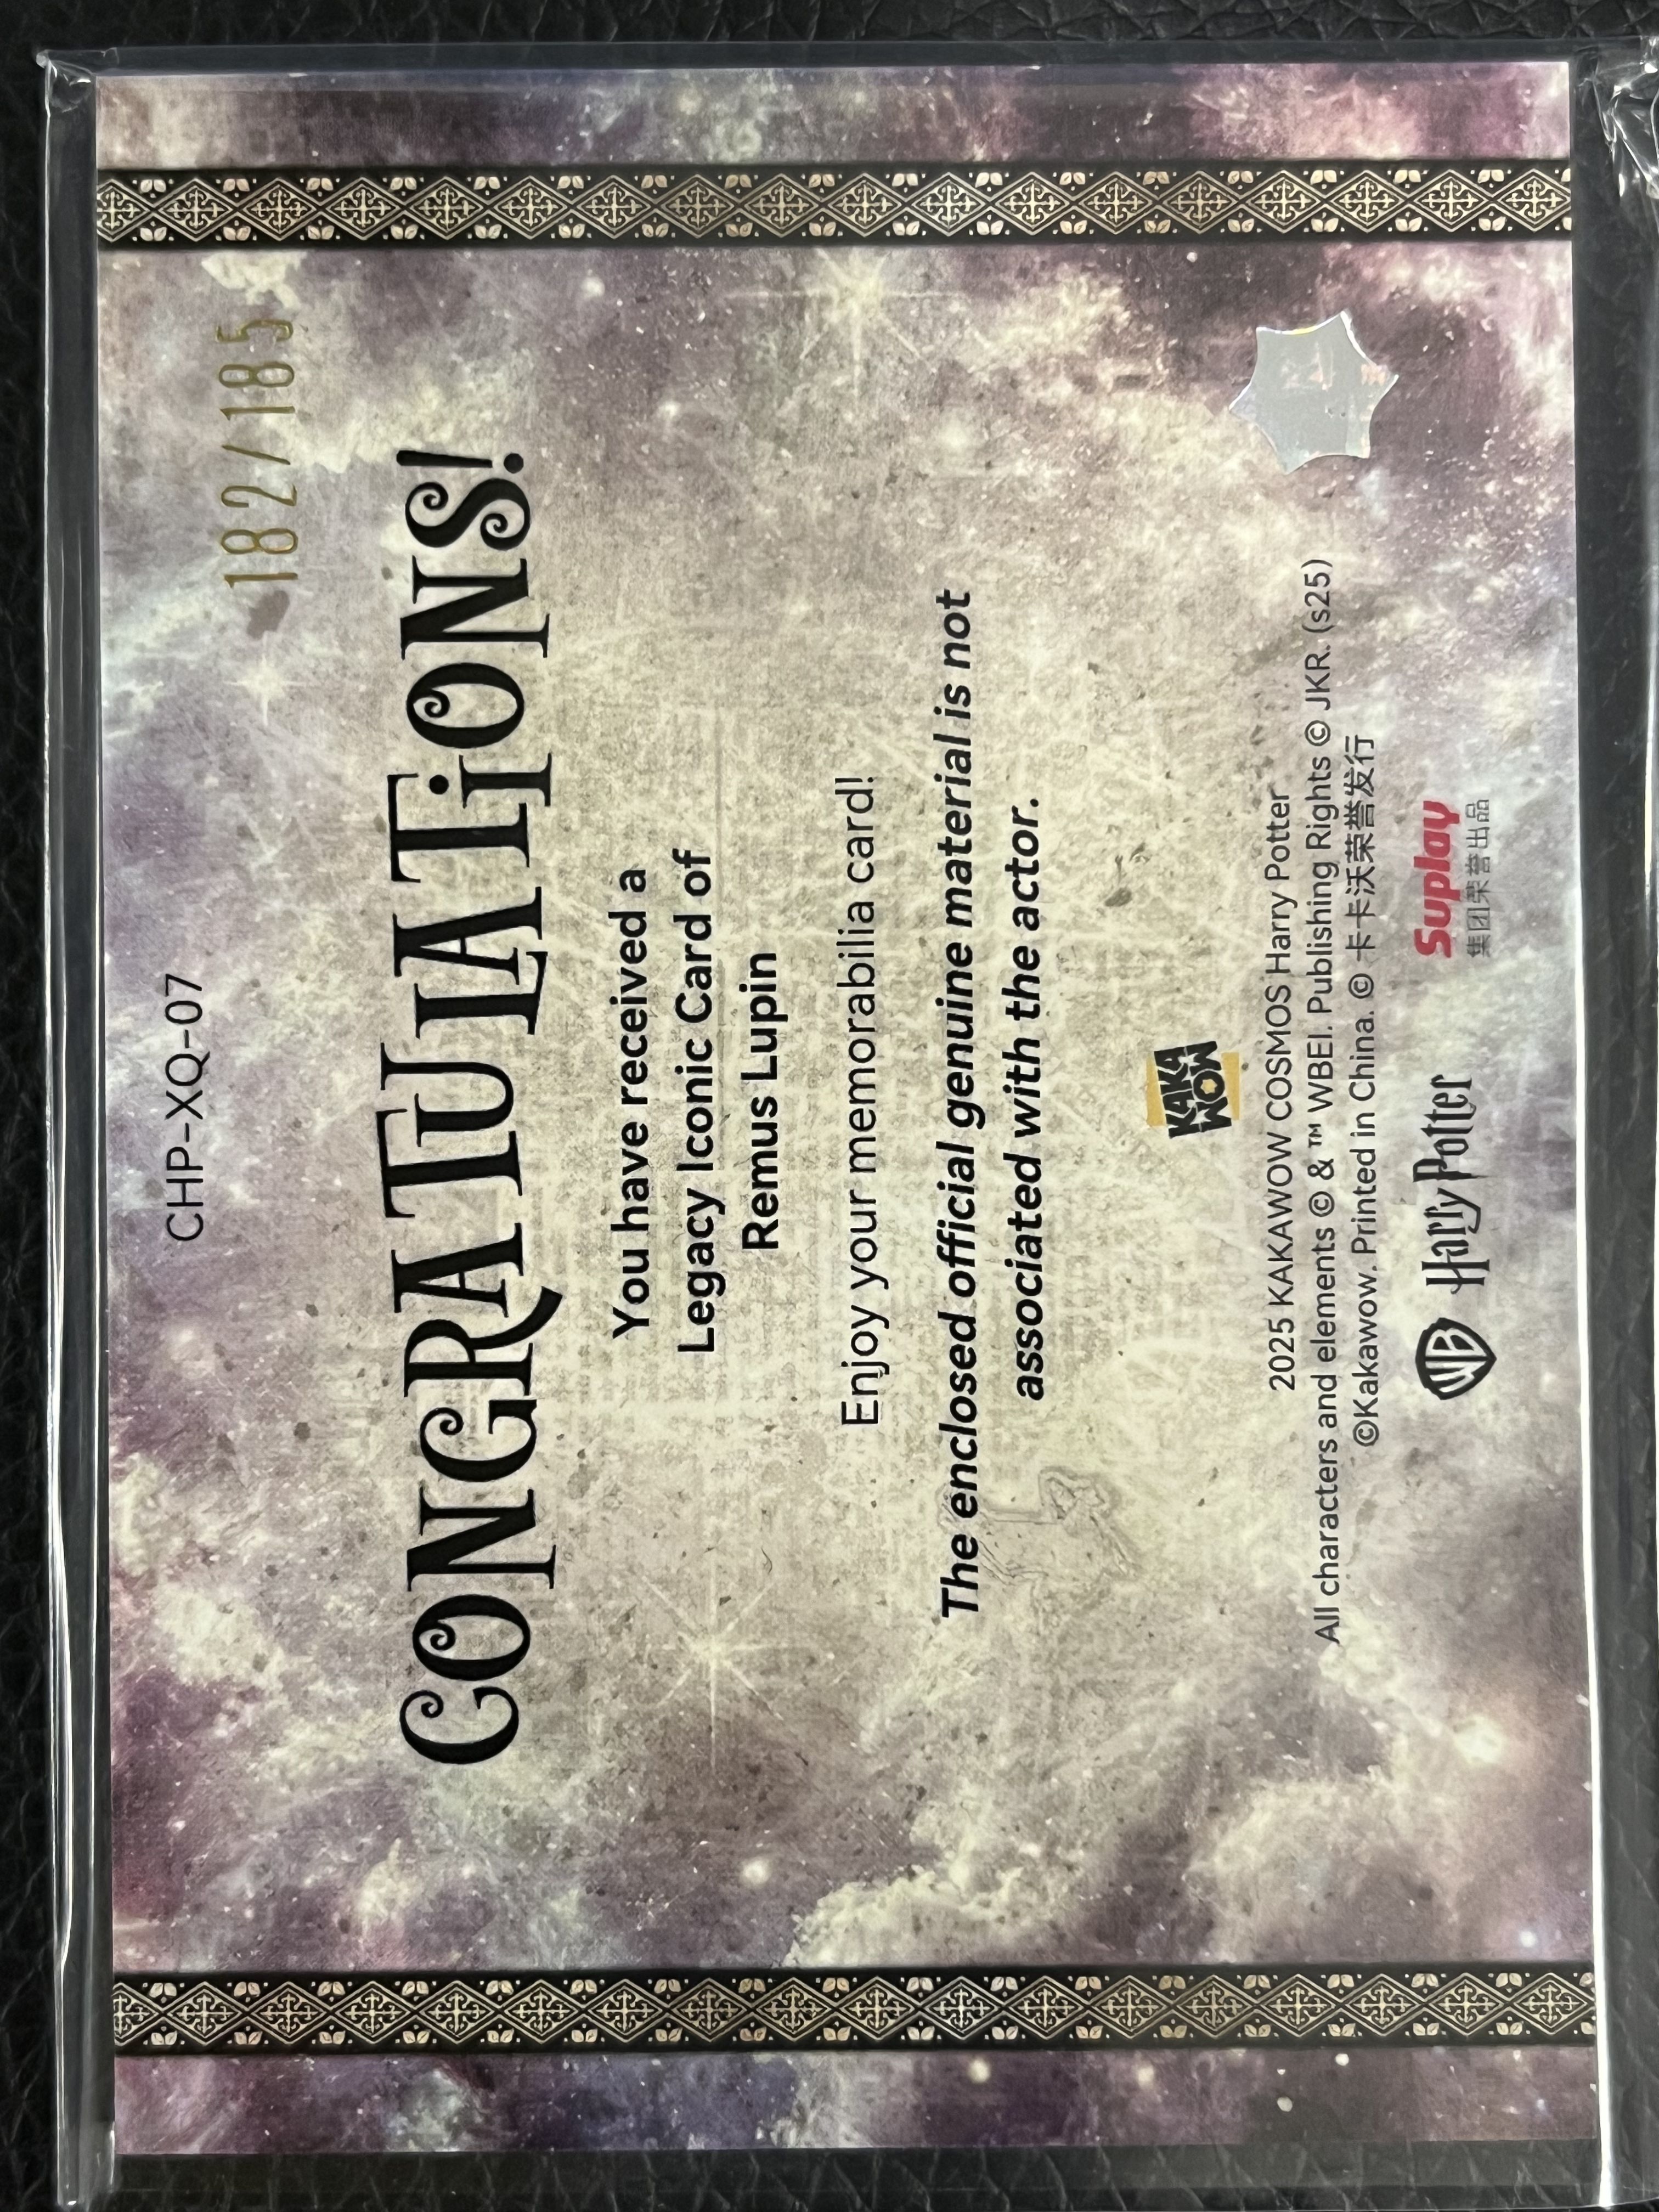 CHP-XQ-07
182/185
CONGRATULATiONS!
You have received a
Legacy Iconic Card of
Remus Lupin
Enjoy your memorabilia card!
The enclosed official genuine material is not
associated with the actor.
KAKA
WOW
2025 KAKAWOW COSMOS Harry Potter
All characters and elements © & ™ WBEI. Publishing Rights © JKR. (s25)
©Kakawow. Printed in China. © 卡卡沃荣誉发行
WB
Harry Potter
Suplay
集团荣誉出品